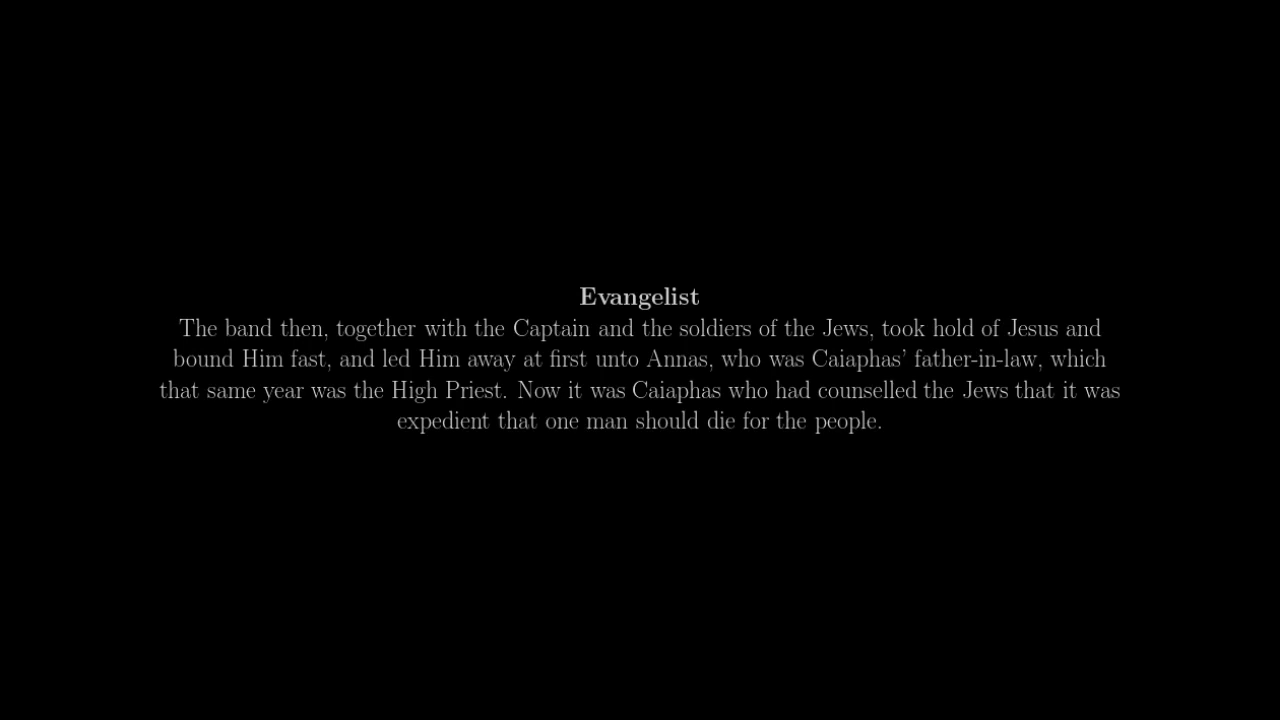 Evangelist
The band then, together with the Captain and the soldiers of the Jews, took hold of Jesus and
bound Him fast, and led Him away at first unto Annas, who was Caiaphas' father-in-law, which
that same year was the High Priest. Now it was Caiaphas who had counselled the Jews that it was
expedient that one man should die for the people.